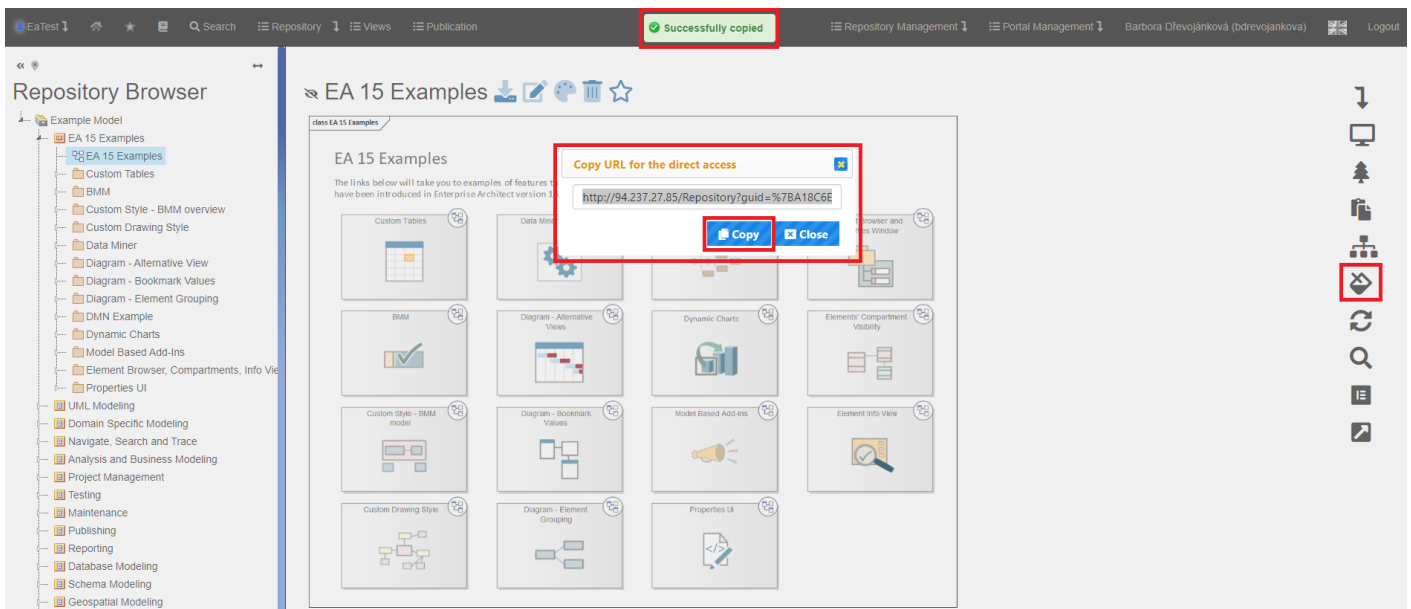 EaTest
Search
Repository
Views
Publication
Successfully copied
Repository Management
Portal Management
Barbora Dřevojánková (bdrevojankova)
Logout
Repository Browser
Example Model
EA 15 Examples
EA 15 Examples
Custom Tables
BMM
Custom Style - BMM overview
Custom Drawing Style
Data Miner
Diagram - Alternative View
Diagram - Bookmark Values
Diagram - Element Grouping
DMN Example
Dynamic Charts
Model Based Add-Ins
Element Browser, Compartments, Info Vie
Properties UI
UML Modeling
Domain Specific Modeling
Navigate, Search and Trace
Analysis and Business Modeling
Project Management
Testing
Maintenance
Publishing
Reporting
Database Modeling
Schema Modeling
Geospatial Modeling
EA 15 Examples
class EA 15 Examples
EA 15 Examples
The links below will take you to examples of features t
have been introduced in Enterprise Architect version 1
Copy URL for the direct access
http://94.237.27.85/Repository?guid=%7BA18C6E
Copy
Close
Custom Tables
Data Mine
Browser and
Window
BMM
Diagram - Alternative
Views
Dynamic Charts
Elements' Compartment
Visibility
Custom Style - BMM
model
Diagram - Bookmark
Values
Model Based Add-Ins
Element Info View
Custom Drawing Style
Diagram - Element
Grouping
Properties UI